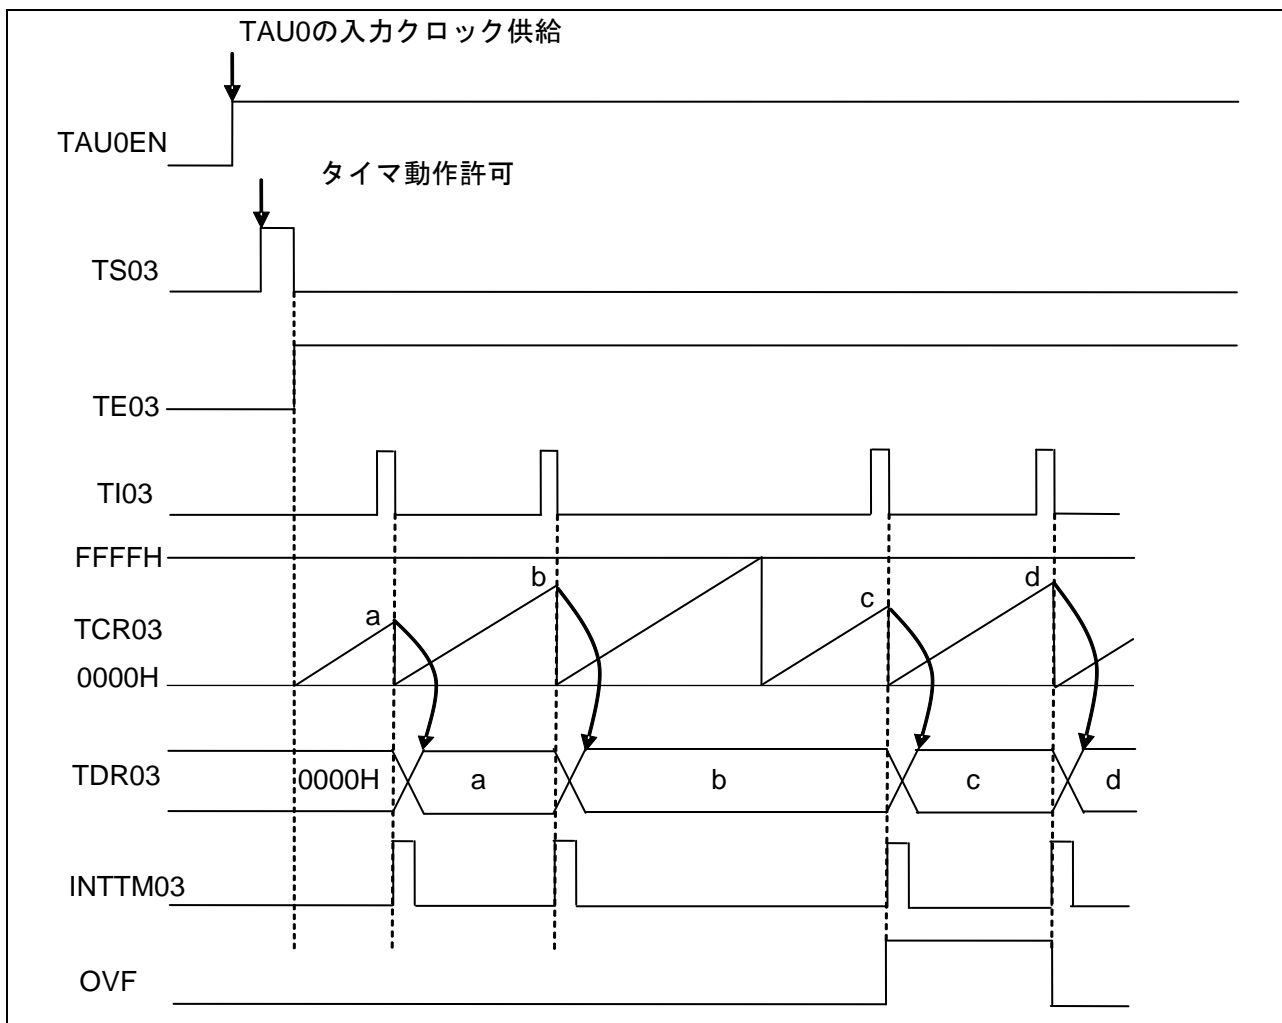 TAU0の入力クロック供給
TAU0EN
タイマ動作許可
TS03
TE03
TI03
FFFFH
a b c d
TCR03
0000H
TDR03 0000H a b c d
INTTM03
OVF